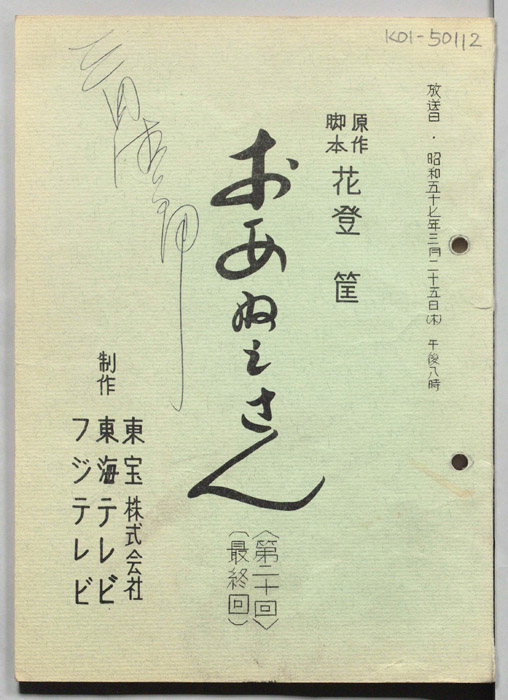 K01-50112
放送日・昭和五十七年三月二十五日(木) 午後八時
原作
脚本
花登筐
おあねえさん
〈第二十回〉
(最終回)
制作
東宝株式会社
東海テレビ
フジテレビ